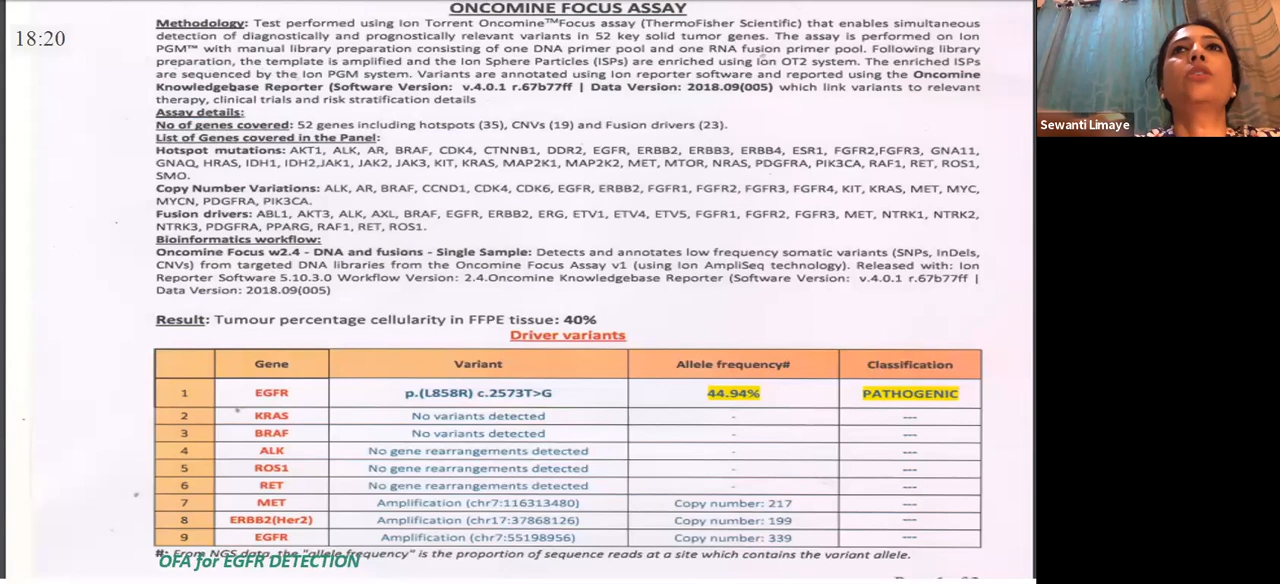 ONCOMINE FOCUS ASSAY
18:20
Methodology: Test performed using Ion Torrent Oncomine™Focus assay (ThermoFisher Scientific) that enables simultaneous
detection of diagnostically and prognostically relevant variants in 52 key solid tumor genes. The assay is performed on Ion
PGM™ with manual library preparation consisting of one DNA primer pool and one RNA fusion primer pool. Following library
preparation, the template is amplified and the Ion Sphere Particles (ISPs) are enriched using Ion OT2 system. The enriched ISPs
are sequenced by the Ion PGM system. Variants are annotated using Ion reporter software and reported using the Oncomine
Knowledgebase Reporter (Software Version: v.4.0.1 r.67b77ff | Data Version: 2018.09(005) which link variants to relevant
therapy, clinical trials and risk stratification details
Assay details:
No of genes covered: 52 genes including hotspots (35), CNVs (19) and Fusion drivers (23).
List of Genes covered in the Panel:
Hotspot mutations: AKT1, ALK, AR, BRAF, CDK4, CTNNB1, DDR2, EGFR, ERBB2, ERBB3, ERBB4, ESR1, FGFR2,FGFR3, GNA11,
GNAQ, HRAS, IDH1, IDH2,JAK1, JAK2, JAK3, KIT, KRAS, MAP2K1, MAP2K2, MET, MTOR, NRAS, PDGFRA, PIK3CA, RAF1, RET, ROS1,
SMO.
Copy Number Variations: ALK, AR, BRAF, CCND1, CDK4, CDK6, EGFR, ERBB2, FGFR1, FGFR2, FGFR3, FGFR4, KIT, KRAS, MET, MYC,
MYCN, PDGFRA, PIK3CA.
Fusion drivers: ABL1, AKT3, ALK, AXL, BRAF, EGFR, ERBB2, ERG, ETV1, ETV4, ETV5, FGFR1, FGFR2, FGFR3, MET, NTRK1, NTRK2,
NTRK3, PDGFRA, PPARG, RAF1, RET, ROS1.
Bioinformatics workflow:
Oncomine Focus w2.4 - DNA and fusions - Single Sample: Detects and annotates low frequency somatic variants (SNPs, InDels,
CNVs) from targeted DNA libraries from the Oncomine Focus Assay v1 (using Ion AmpliSeq technology). Released with: Ion
Reporter Software 5.10.3.0 Workflow Version: 2.4.Oncomine Knowledgebase Reporter (Software Version: v.4.0.1 r.67b77ff |
Data Version: 2018.09(005)
Result: Tumour percentage cellularity in FFPE tissue: 40%
Driver variants
Gene Variant Allele frequency# Classification
1 EGFR p.(L858R) c.2573T>G 44.94% PATHOGENIC
2 KRAS No variants detected - ---
3 BRAF No variants detected - ---
4 ALK No gene rearrangements detected - ---
5 ROS1 No gene rearrangements detected - ---
6 RET No gene rearrangements detected - ---
7 MET Amplification (chr7:116313480) Copy number: 217 ---
8 ERBB2(Her2) Amplification (chr17:37868126) Copy number: 199 ---
9 EGFR Amplification (chr7:55198956) Copy number: 339 ---
#: From NGS data, the "allele frequency" is the proportion of sequence reads at a site which contains the variant allele.
OFA for EGFR DETECTION
Sewanti Limaye